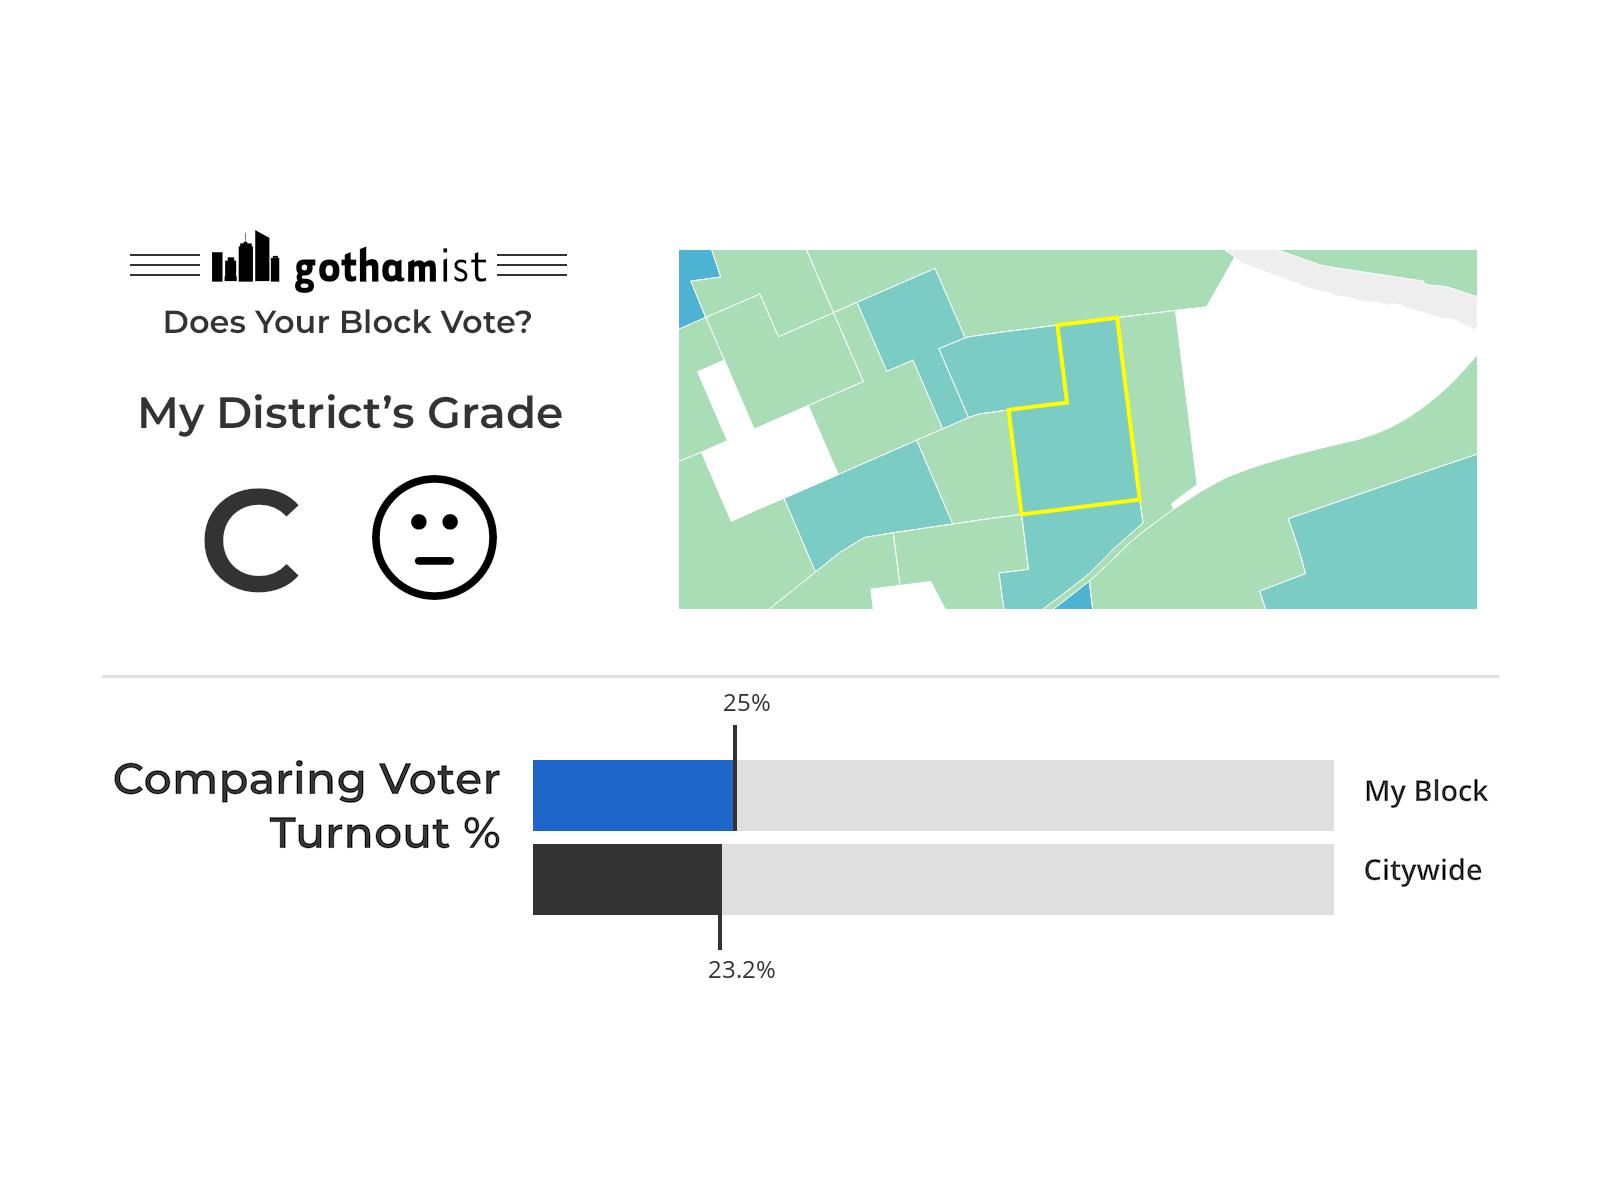 gothamist
Does Your Block Vote?
My District’s Grade
C
25%
Comparing Voter
Turnout %
My Block
Citywide
23.2%